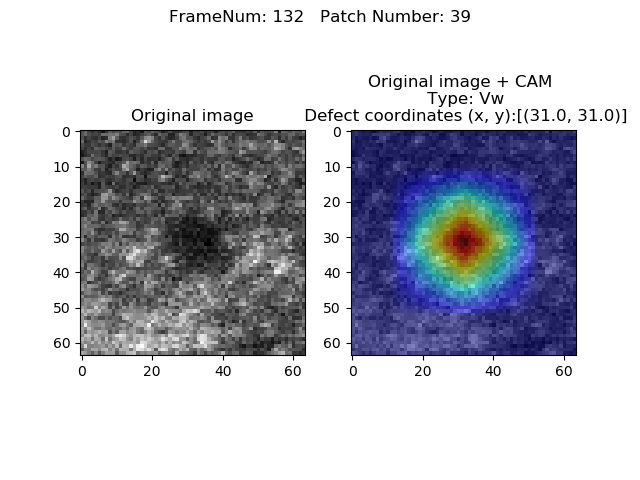 FrameNum: 132   Patch Number: 39
Original image
Original image + CAM
Type: Vw
Defect coordinates (x, y):[(31.0, 31.0)]
0
10
20
30
40
50
60
0 20 40 60
0
10
20
30
40
50
60
0 20 40 60